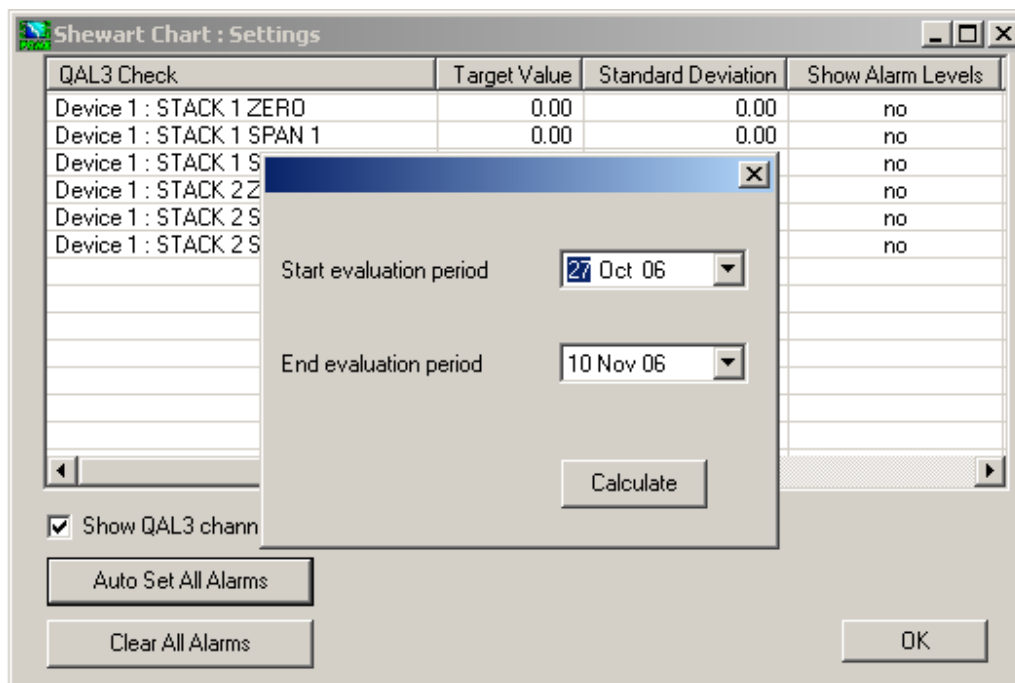 Shewart Chart : Settings
QAL3 Check Target Value Standard Deviation Show Alarm Levels
Device 1 : STACK 1 ZERO 0.00 0.00 no
Device 1 : STACK 1 SPAN 1 0.00 0.00 no
Device 1 : STACK 1 S no
Device 1 : STACK 2 Z no
Device 1 : STACK 2 S no
Device 1 : STACK 2 S no
Start evaluation period 27 Oct 06
End evaluation period 10 Nov 06
Calculate
Show QAL3 chann
Auto Set All Alarms
Clear All Alarms
OK